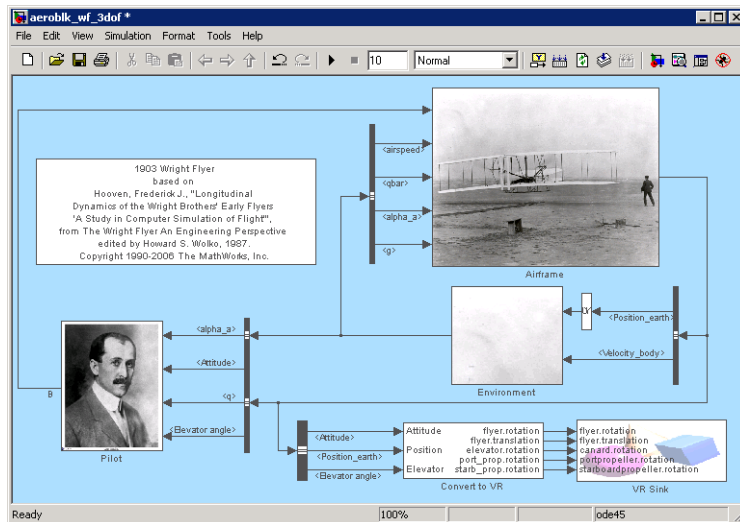 aeroblk_wf_3dof *
File Edit View Simulation Format Tools Help
10
Normal
1903 Wright Flyer
based on
Hooven, Frederick J., "Longitudinal
Dynamics of the Wright Brothers' Early Flyers
'A Study in Computer Simulation of Flight'",
from The Wright Flyer An Engineering Perspective
edited by Howard S. Wolko, 1987.
Copyright 1990-2006 The MathWorks, Inc.
<airspeed>
<qbar>
<alpha_a>
<g>
Airframe
<Position_earth>
<Velocity_body>
Environment
<alpha_a>
<Attitude>
<q>
<Elevator angle>
B
Pilot
<Attitude>
<Position_earth>
<Elevator angle>
Attitude
Position
Elevator
flyer.rotation
flyer.translation
elevator.rotation
port_prop.rotation
starb_prop.rotation
Convert to VR
flyer.rotation
flyer.translation
canard.rotation
portpropeller.rotation
starboardpropeller.rotation
VR Sink
Ready
100%
ode45